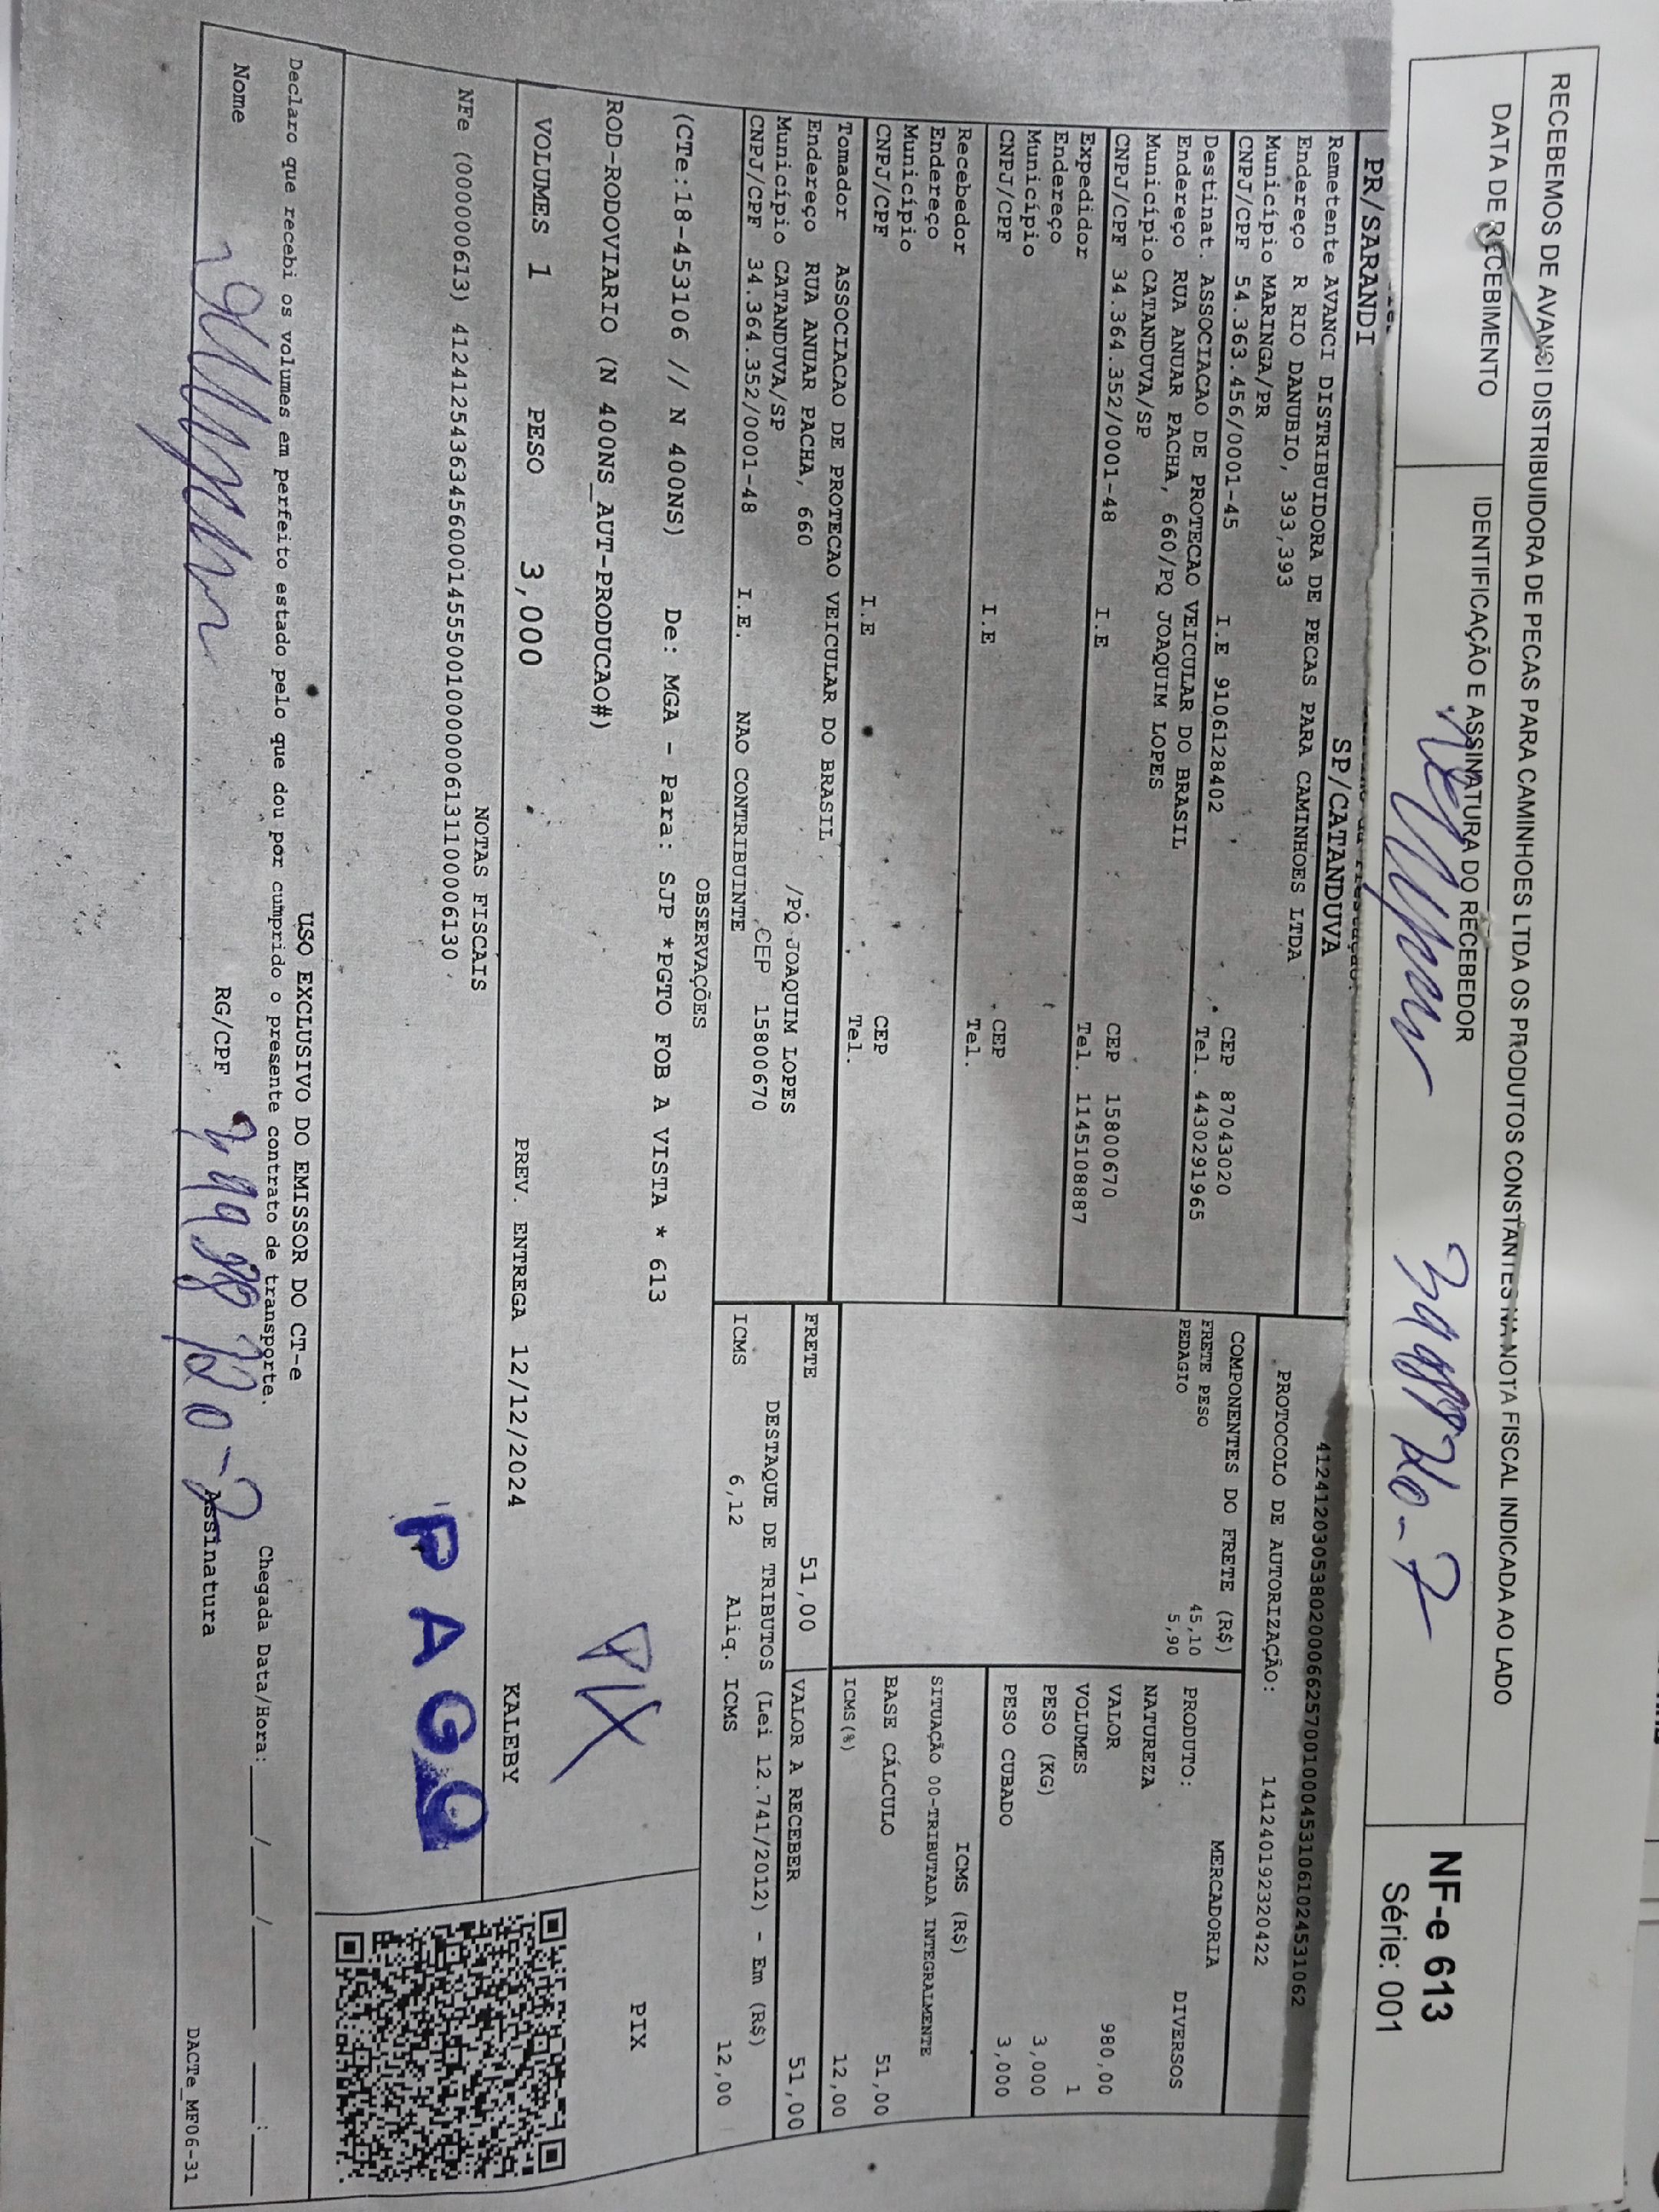 RECEBEMOS DE AVANCI DISTRIBUIDORA DE PECAS PARA CAMINHOES LTDA OS PRODUTOS CONSTANTES NA NOTA FISCAL INDICADA AO LADO
DATA DE RECEBIMENTO
IDENTIFICAÇÃO E ASSINATURA DO RECEBEDOR
NF-e 613
Série: 001
PR/SARANDI
SP/CATANDUVA
Remetente AVANCI DISTRIBUIDORA DE PECAS PARA CAMINHOES LTDA
Endereço R RIO DANUBIO, 393,393
Município MARINGA/PR CEP 87043020
CNPJ/CPF 54.363.456/0001-45 I.E 9106128402 Tel. 4430291965
Destinat. ASSOCIACAO DE PROTECAO VEICULAR DO BRASIL
Endereço RUA ANUAR PACHA, 660/PQ JOAQUIM LOPES
Município CATANDUVA/SP CEP 15800670
CNPJ/CPF 34.364.352/0001-48 I.E Tel. 1145108887
Expedidor
Endereço
Município CEP
CNPJ/CPF I.E Tel.
Recebedor
Endereço
Município CEP
CNPJ/CPF I.E Tel.
Tomador ASSOCIACAO DE PROTECAO VEICULAR DO BRASIL
Endereço RUA ANUAR PACHA, 660 /PQ JOAQUIM LOPES
Município CATANDUVA/SP CEP 15800670
CNPJ/CPF 34.364.352/0001-48 I.E. NAO CONTRIBUINTE
41241203053802000662570010004531061024531062
PROTOCOLO DE AUTORIZAÇÃO: 141240192320422
COMPONENTES DO FRETE (R$)
FRETE PESO 45,10
PEDAGIO 5,90
MERCADORIA
PRODUTO: DIVERSOS
NATUREZA
VALOR 980,00
VOLUMES 1
PESO (KG) 3,000
PESO CUBADO 3,000
ICMS (R$)
SITUAÇÃO 00-TRIBUTADA INTEGRALMENTE
BASE CÁLCULO 51,00
ICMS(%) 12,00
FRETE 51,00
VALOR A RECEBER 51,00
DESTAQUE DE TRIBUTOS (Lei 12.741/2012) - Em (R$)
ICMS 6,12 Aliq. ICMS 12,00
OBSERVAÇÕES
(CTe:18-453106 // N 400NS) De: MGA - Para: SJP *PGTO FOB A VISTA * 613
ROD-RODOVIARIO (N 400NS_AUT-PRODUCAO#)
PIX
PIX
VOLUMES 1 PESO 3,000 PREV. ENTREGA 12/12/2024 KALEBY
NOTAS FISCAIS
NFe (000000613) 41241254363456000145550010000006131100006130
PAGO
USO EXCLUSIVO DO EMISSOR DO CT-e
Declaro que recebi os volumes em perfeito estado pelo que dou por cumprido o presente contrato de transporte.
Chegada Data/Hora: ____/____/____ ____:____
Nome RG/CPF Assinatura
DACTe_MF06-31